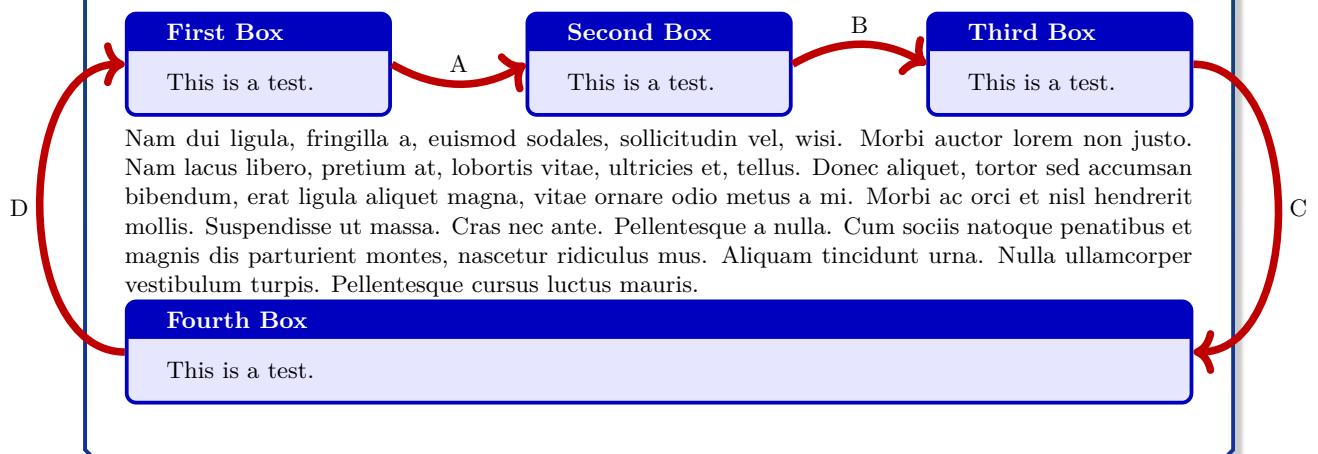 B
First Box
Second Box
Third Box
A
This is a test.
This is a test.
This is a test.
Nam dui ligula, fringilla a, euismod sodales, sollicitudin vel, wisi. Morbi auctor lorem non justo.
Nam lacus libero, pretium at, lobortis vitae, ultricies et, tellus. Donec aliquet, tortor sed accumsan
bibendum, erat ligula aliquet magna, vitae ornare odio metus a mi. Morbi ac orci et nisl hendrerit
D
C
mollis. Suspendisse ut massa. Cras nec ante. Pellentesque a nulla. Cum sociis natoque penatibus et
magnis dis parturient montes, nascetur ridiculus mus. Aliquam tincidunt urna. Nulla ullamcorper
vestibulum turpis. Pellentesque cursus luctus mauris.
Fourth Box
This is a test.